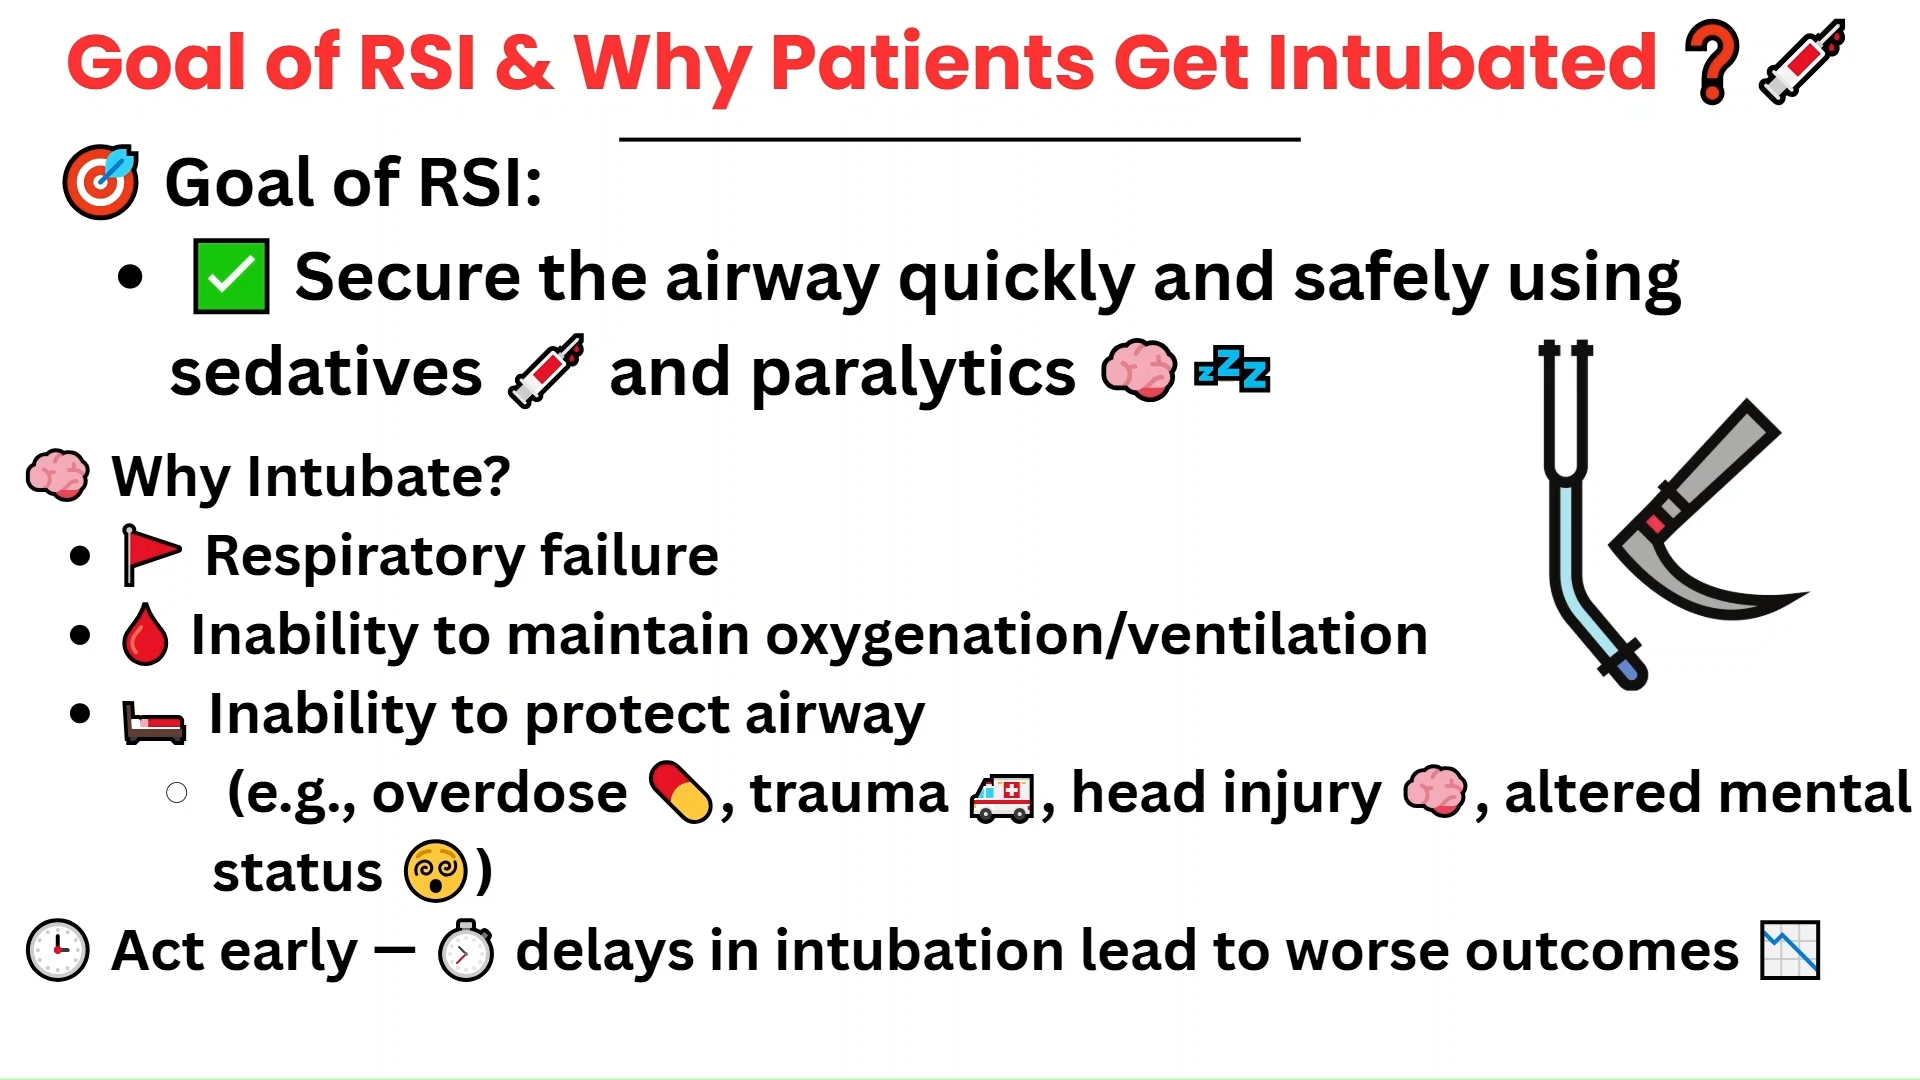 Goal of RSI & Why Patients Get Intubated ❓💉
🎯 Goal of RSI:
• ✅ Secure the airway quickly and safely using
sedatives 💉 and paralytics 🧠💤
🧠 Why Intubate?
• 🚩 Respiratory failure
• 🩸 Inability to maintain oxygenation/ventilation
• 🛏️ Inability to protect airway
○ (e.g., overdose 💊, trauma 🚑, head injury 🧠, altered mental
status 😵‍💫)
🕒 Act early — ⏱️ delays in intubation lead to worse outcomes 📉